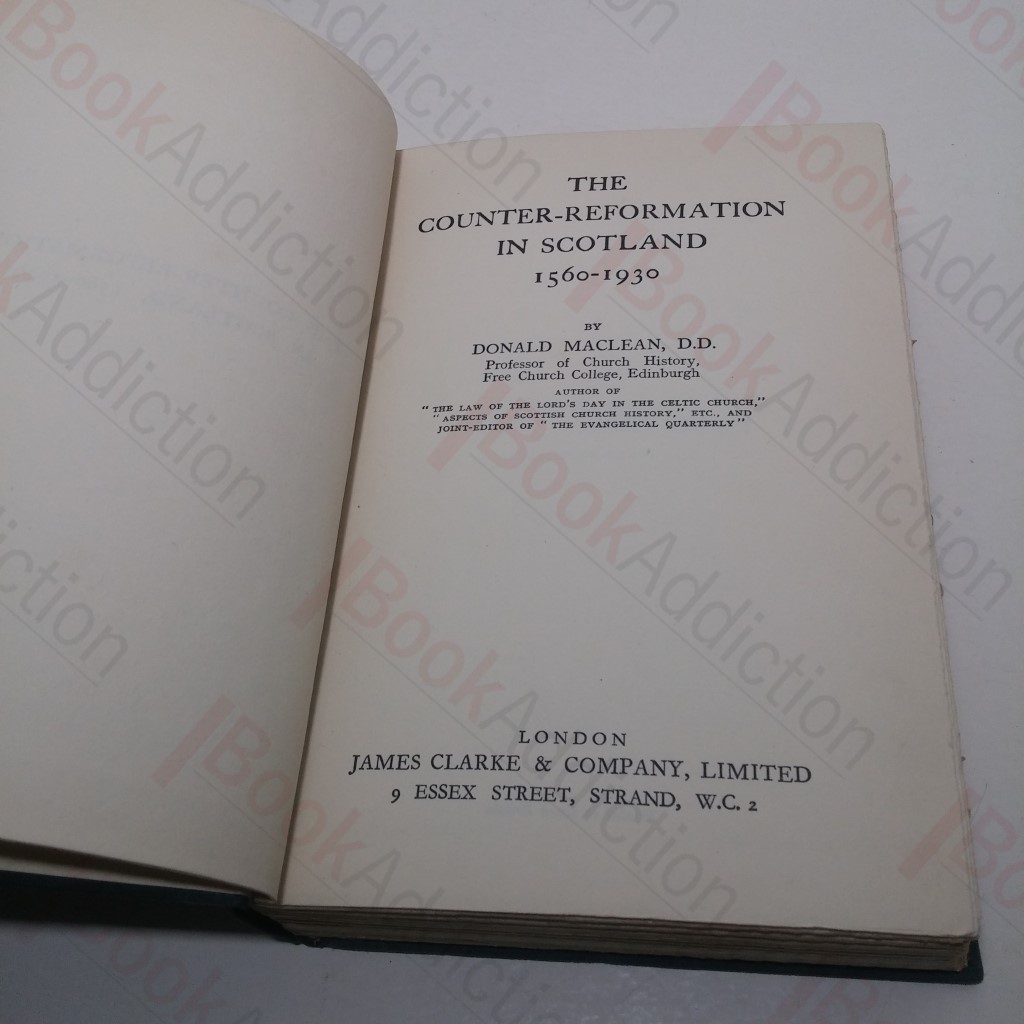 THE
COUNTER-REFORMATION
IN SCOTLAND
1560-1930
BY
DONALD MACLEAN, D.D.
Professor of Church History,
Free Church College, Edinburgh
AUTHOR OF
"THE LAW OF THE LORD'S DAY IN THE CELTIC CHURCH,"
"ASPECTS OF SCOTTISH CHURCH HISTORY," ETC., AND
JOINT-EDITOR OF "THE EVANGELICAL QUARTERLY"
LONDON
JAMES CLARKE & COMPANY, LIMITED
9 ESSEX STREET, STRAND, W.C. 2
BookAddiction